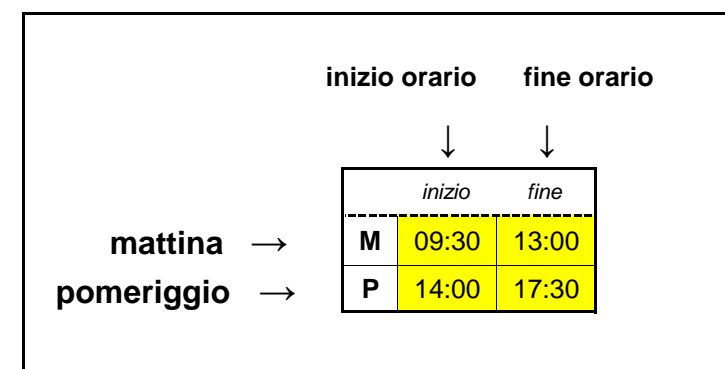 inizio orario fine orario
↓ ↓
inizio fine
mattina → M 09:30 13:00
pomeriggio → P 14:00 17:30